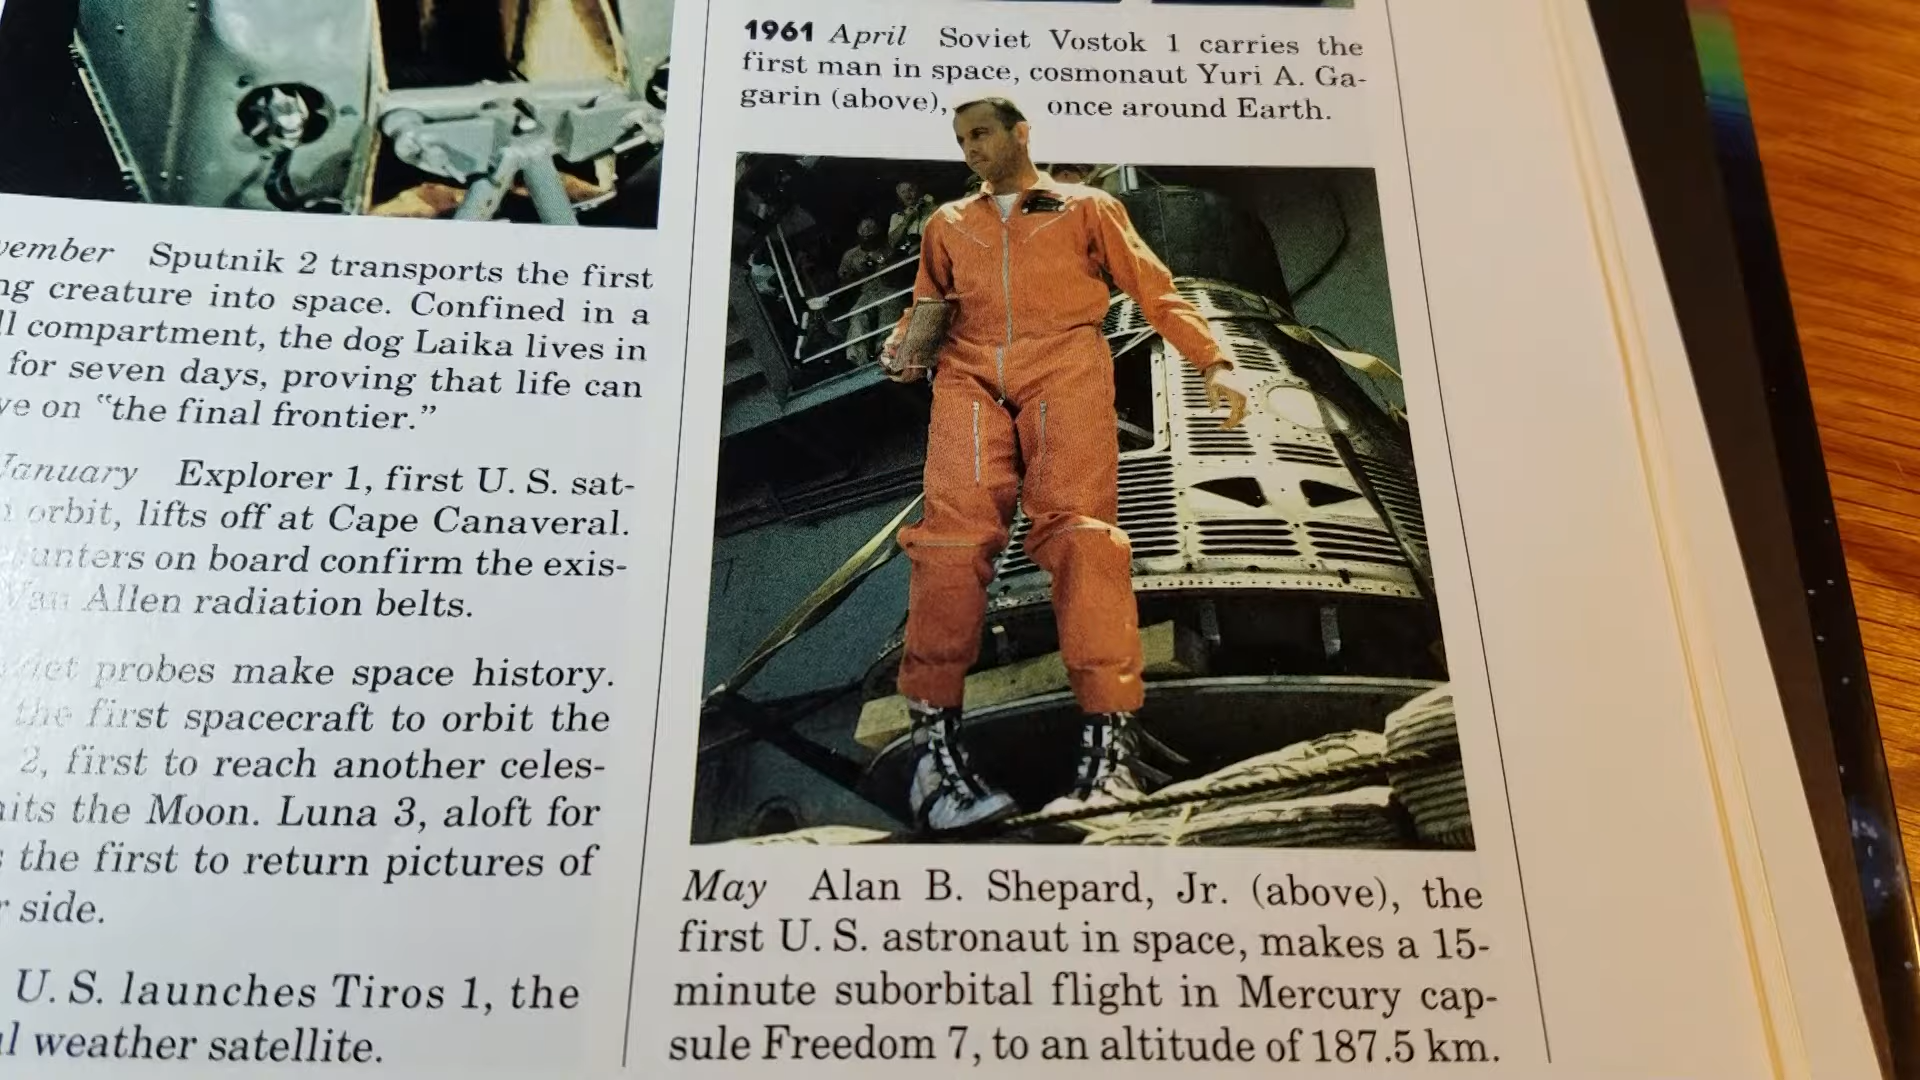 vember Sputnik 2 transports the first
ng creature into space. Confined in a
ll compartment, the dog Laika lives in
for seven days, proving that life can
ve on “the final frontier.”
January Explorer 1, first U. S. sat-
orbit, lifts off at Cape Canaveral.
unters on board confirm the exis-
Van Allen radiation belts.
viet probes make space history.
the first spacecraft to orbit the
2, first to reach another celes-
hits the Moon. Luna 3, aloft for
the first to return pictures of
side.
U. S. launches Tiros 1, the
al weather satellite.
1961 April Soviet Vostok 1 carries the
first man in space, cosmonaut Yuri A. Ga-
garin (above), once around Earth.
May Alan B. Shepard, Jr. (above), the
first U. S. astronaut in space, makes a 15-
minute suborbital flight in Mercury cap-
sule Freedom 7, to an altitude of 187.5 km.